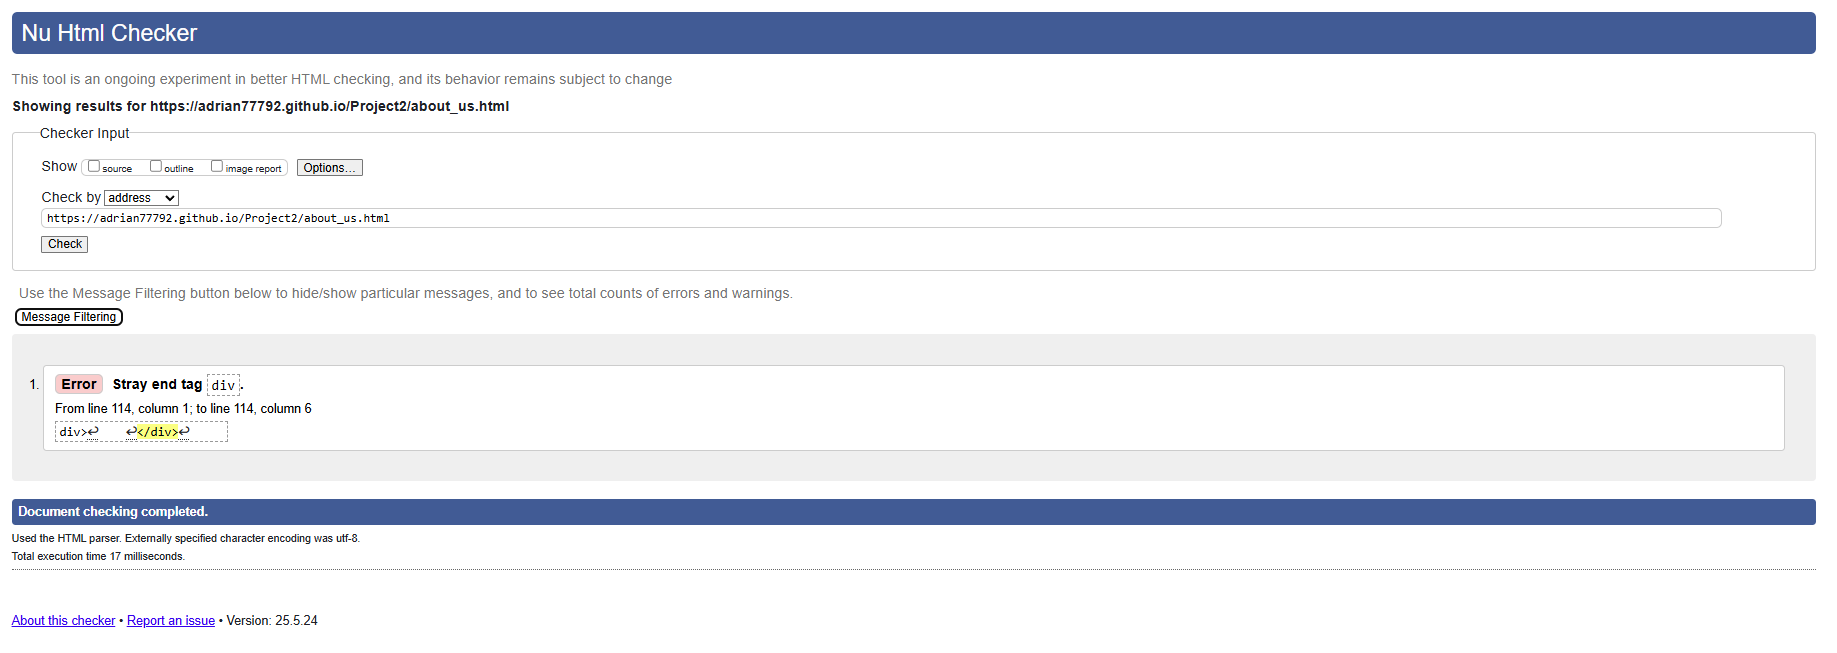 Nu Html Checker
This tool is an ongoing experiment in better HTML checking, and its behavior remains subject to change
Showing results for https://adrian77792.github.io/Project2/about_us.html
Checker Input
Show source outline image report Options...
Check by address
https://adrian77792.github.io/Project2/about_us.html
Check
Use the Message Filtering button below to hide/show particular messages, and to see total counts of errors and warnings.
Message Filtering
1. Error Stray end tag div.
From line 114, column 1; to line 114, column 6
div>↩ ↩</div>↩
Document checking completed.
Used the HTML parser. Externally specified character encoding was utf-8.
Total execution time 17 milliseconds.
About this checker • Report an issue • Version: 25.5.24